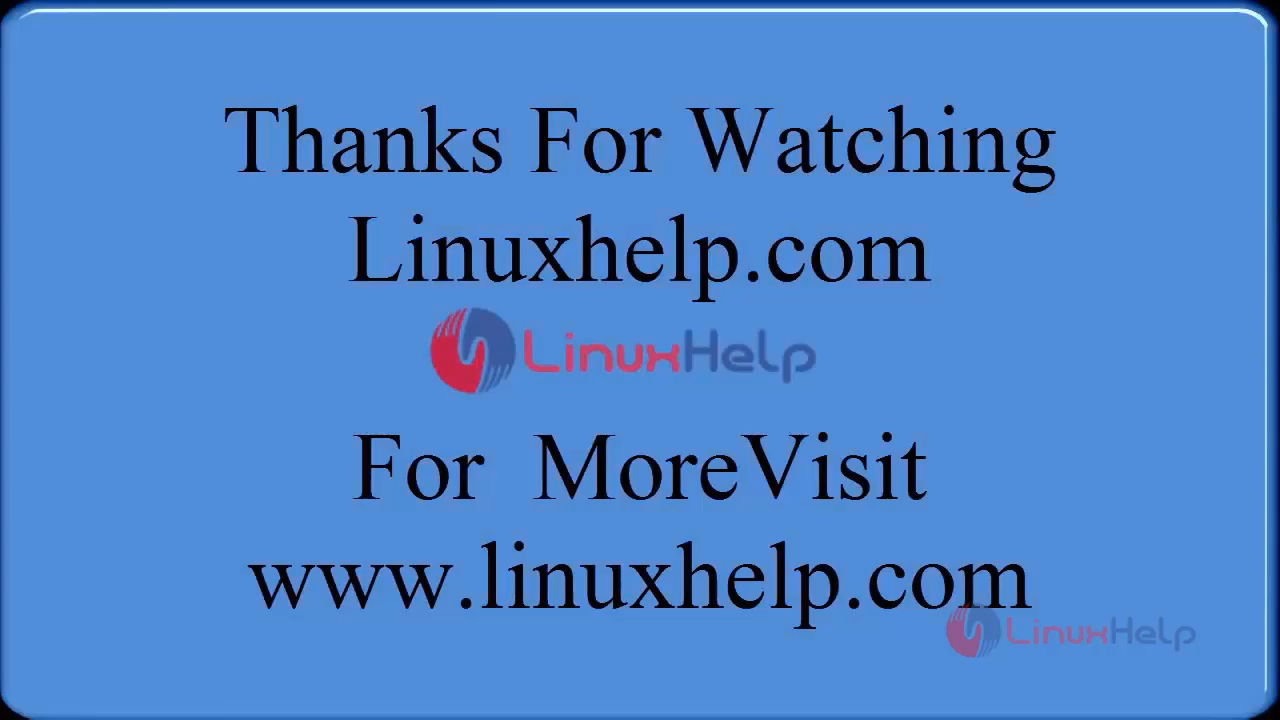 Thanks For Watching
Linuxhelp.com
LinuxHelp
For  MoreVisit
www.linuxhelp.com
LinuxHelp